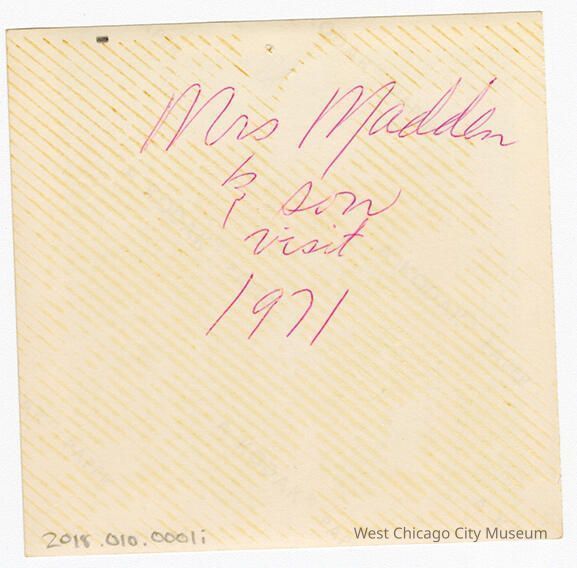 Mrs Madden
& son
visit
1971
2018.010.0001i
West Chicago City Museum